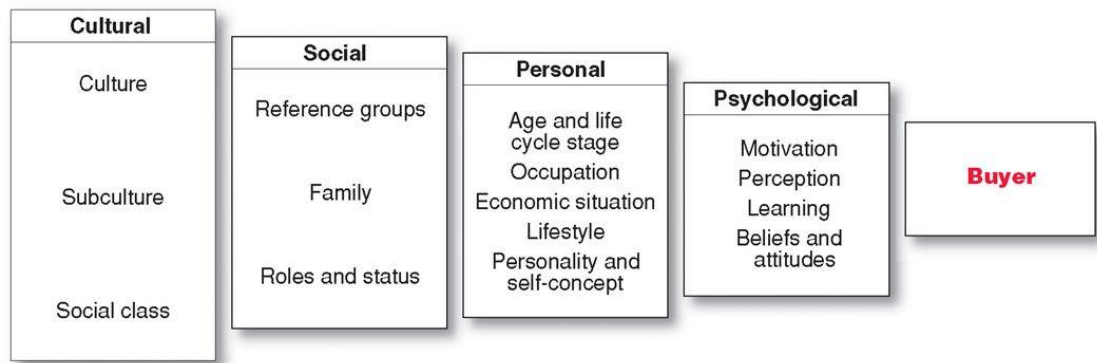 Cultural
Culture
Subculture
Social class
Social
Reference groups
Family
Roles and status
Personal
Age and life
cycle stage
Occupation
Economic situation
Lifestyle
Personality and
self-concept
Psychological
Motivation
Perception
Learning
Beliefs and
attitudes
Buyer